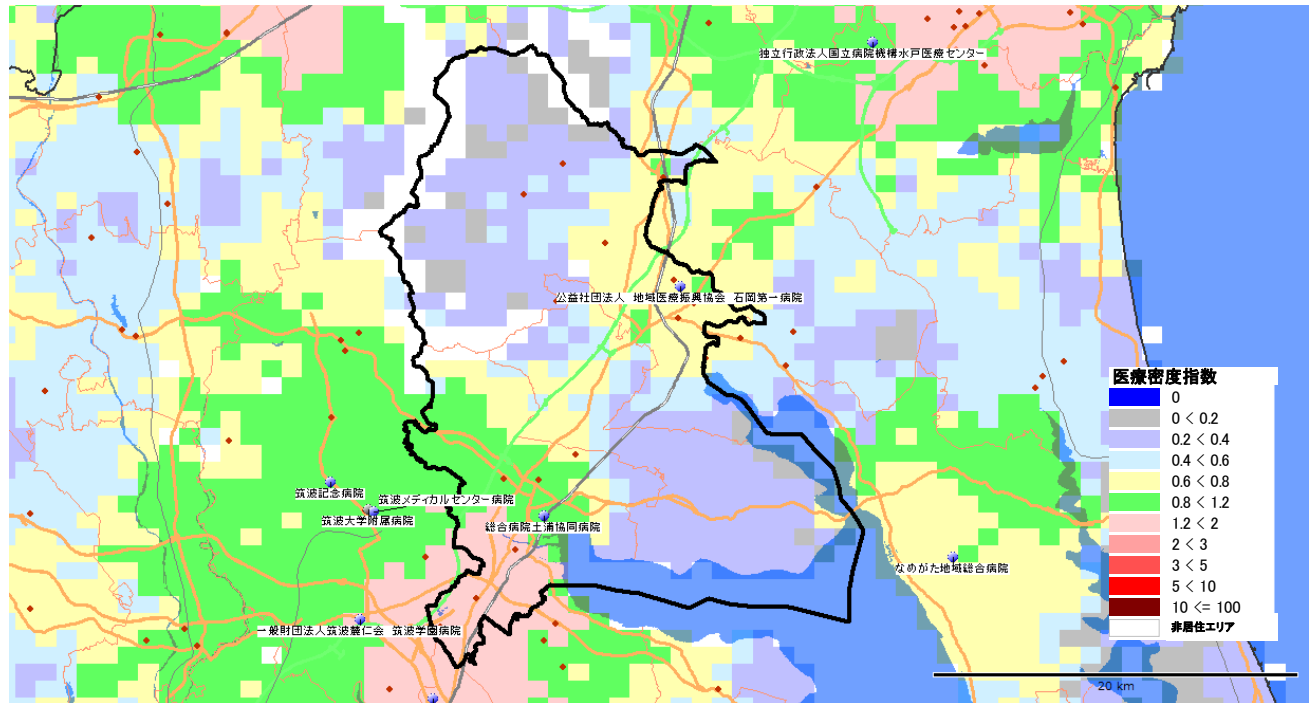 独立行政法人国立病院機構水戸医療センター
公益社団法人 地域医療振興協会 石岡第一病院
筑波記念病院
筑波メディカルセンター病院
筑波大学附属病院
総合病院土浦協同病院
なめがた地域総合病院
一般財団法人筑波麓仁会 筑波学園病院
医療密度指数
0
0 < 0.2
0.2 < 0.4
0.4 < 0.6
0.6 < 0.8
0.8 < 1.2
1.2 < 2
2 < 3
3 < 5
5 < 10
10 <= 100
非居住エリア
20 km